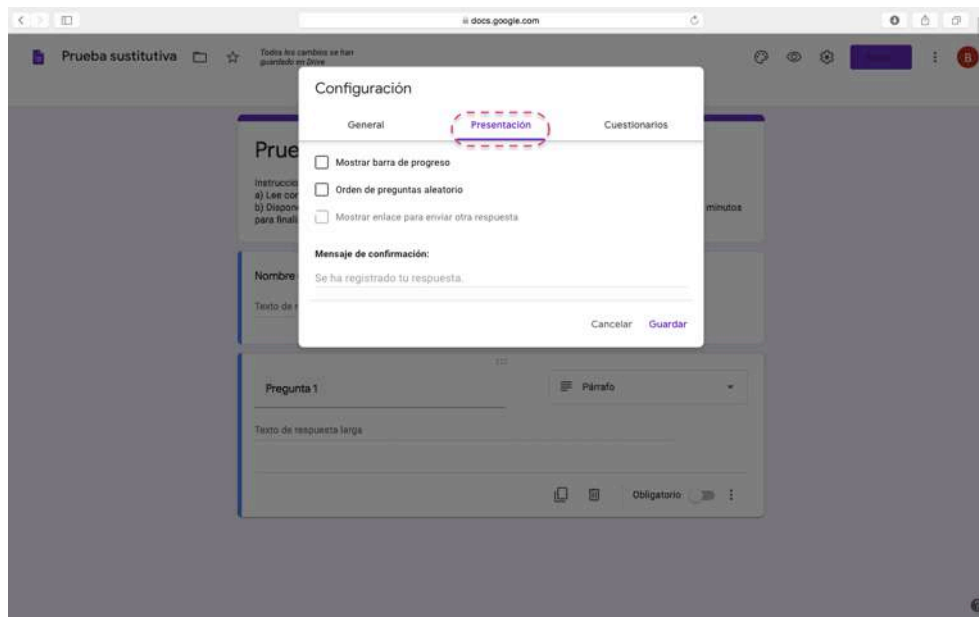 docs.google.com
Prueba sustitutiva
Todos los cambios se han
guardado en Drive
B
Configuración
General
Presentación
Cuestionarios
Mostrar barra de progreso
Orden de preguntas aleatorio
Mostrar enlace para enviar otra respuesta
Mensaje de confirmación:
Se ha registrado tu respuesta.
Cancelar
Guardar
Prue
Instruccio
a) Lee con
b) Dispon
minutos
para finali
Nombre
Texto de r
Pregunta 1
Párrafo
Texto de respuesta larga
Obligatorio